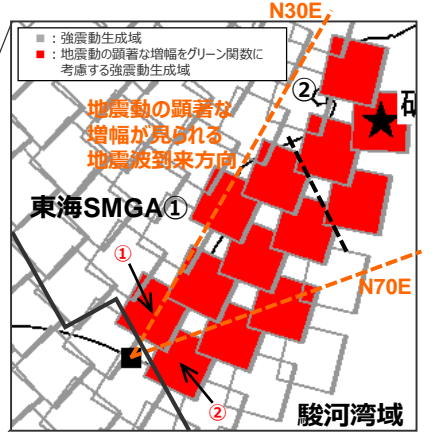 N30E
■：強震動生成域
■：地震動の顕著な増幅をグリーン関数に
考慮する強震動生成域
②
地震動の顕著な
増幅が見られる
地震波到来方向
東海SMGA①
①
N70E
②
駿河湾域